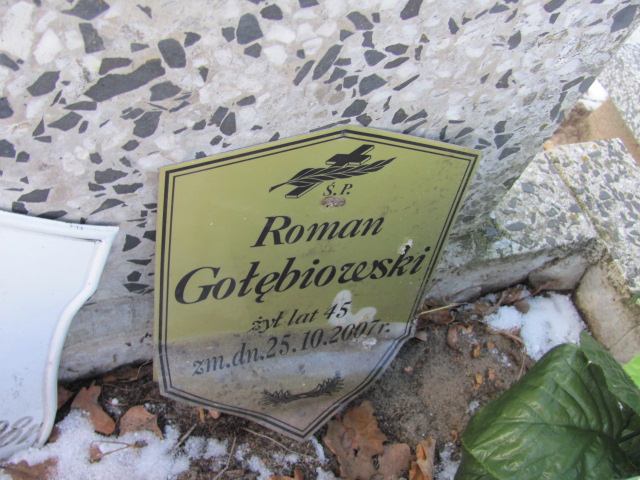 Ś.P.
Roman
Gołębiowski
żył lat 45
zm.dn.25.10.2007r.